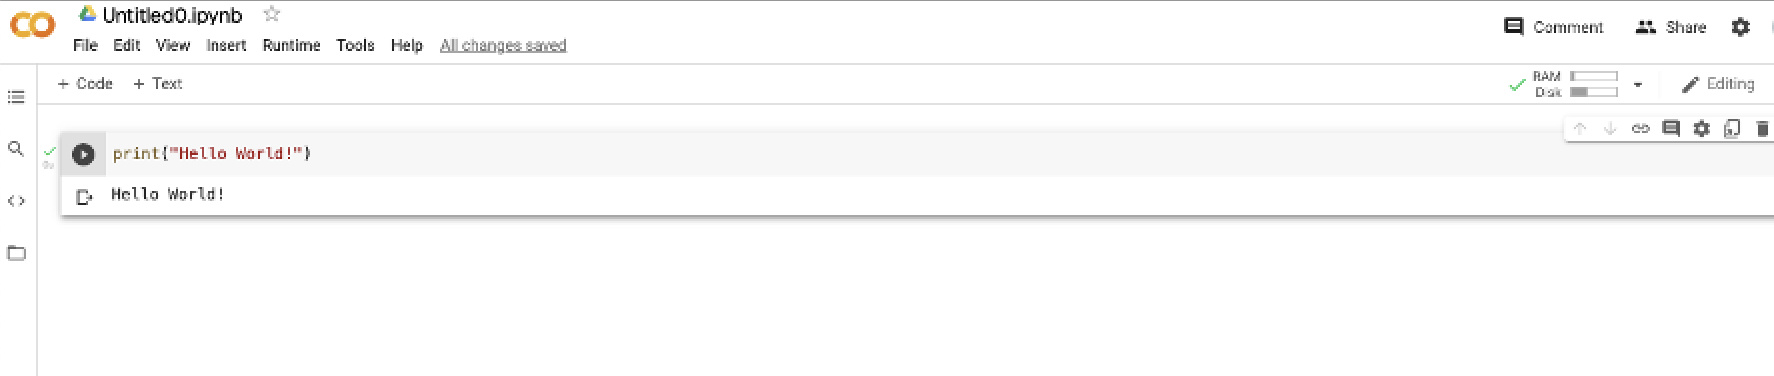 Untitled0.ipynb
Comment Share
File Edit View Insert Runtime Tools Help All changes saved
+ Code + Text
RAM
Disk
Editing
print("Hello World!")
0s
Hello World!